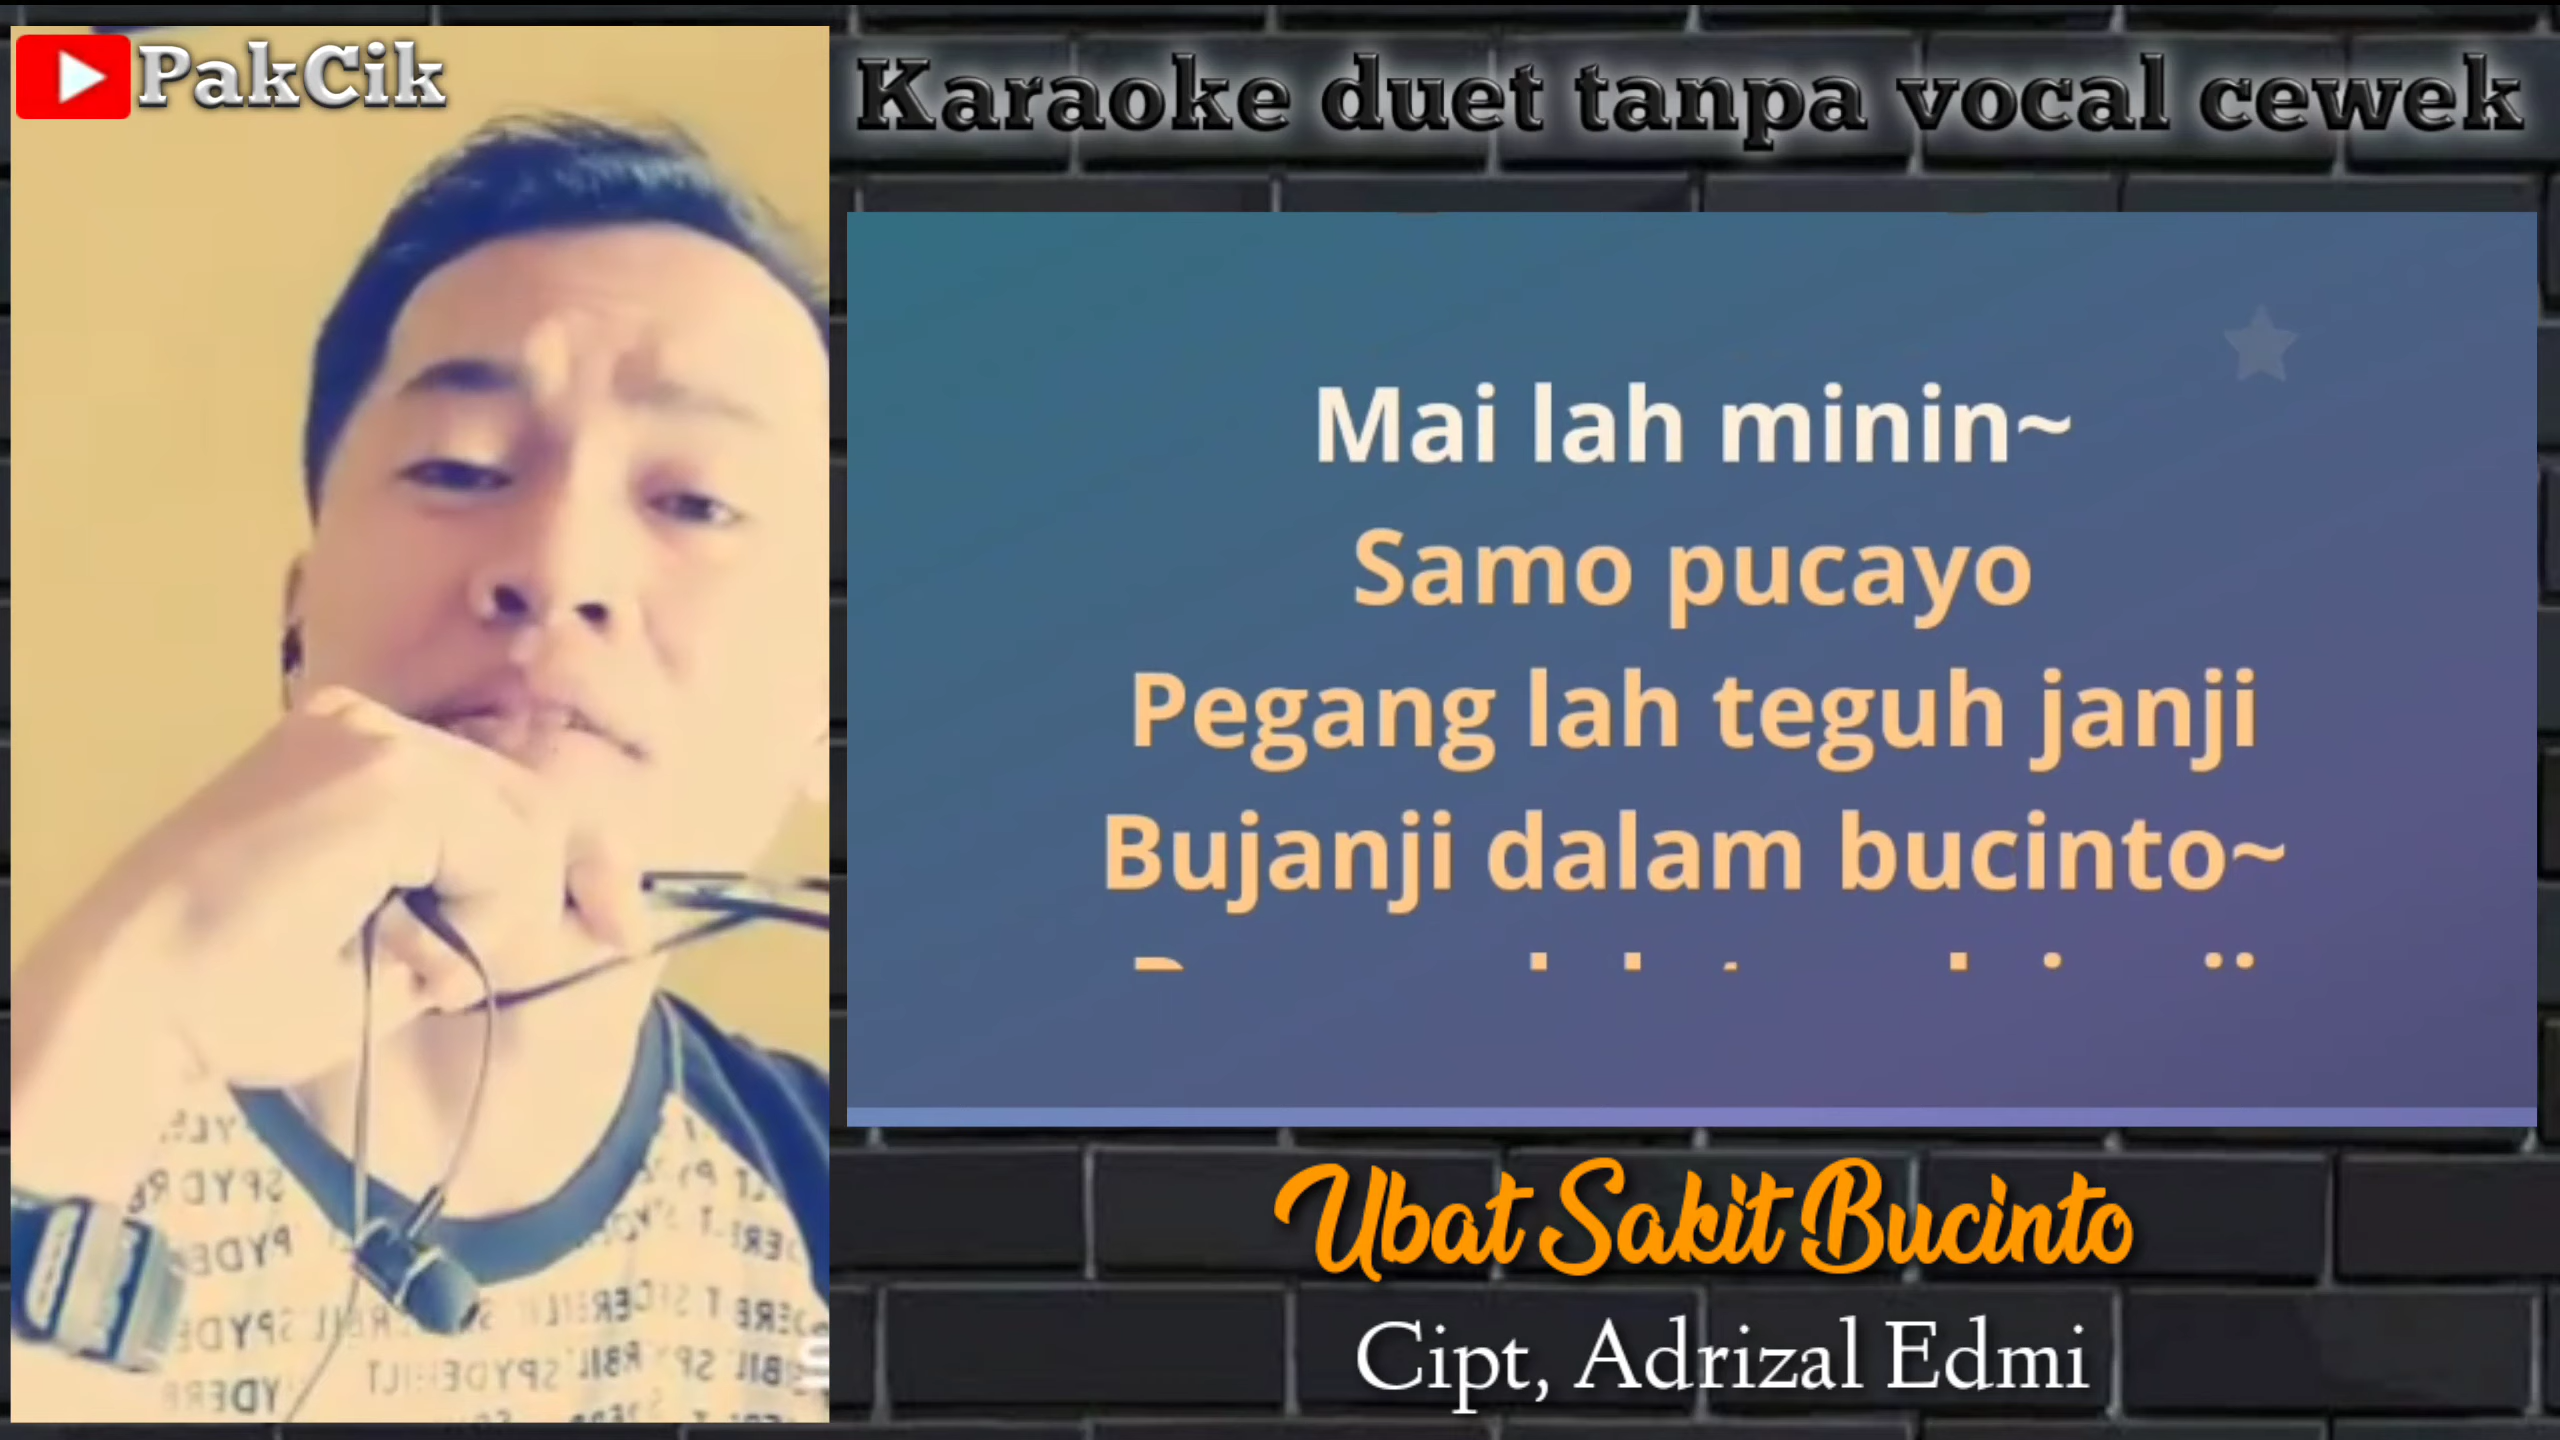 PakCik
Karaoke duet tanpa vocal cewek
Mai lah minin~
Samo pucayo
Pegang lah teguh janji
Bujanji dalam bucinto~
Ubat Sakit Bucinto
Cipt, Adrizal Edmi